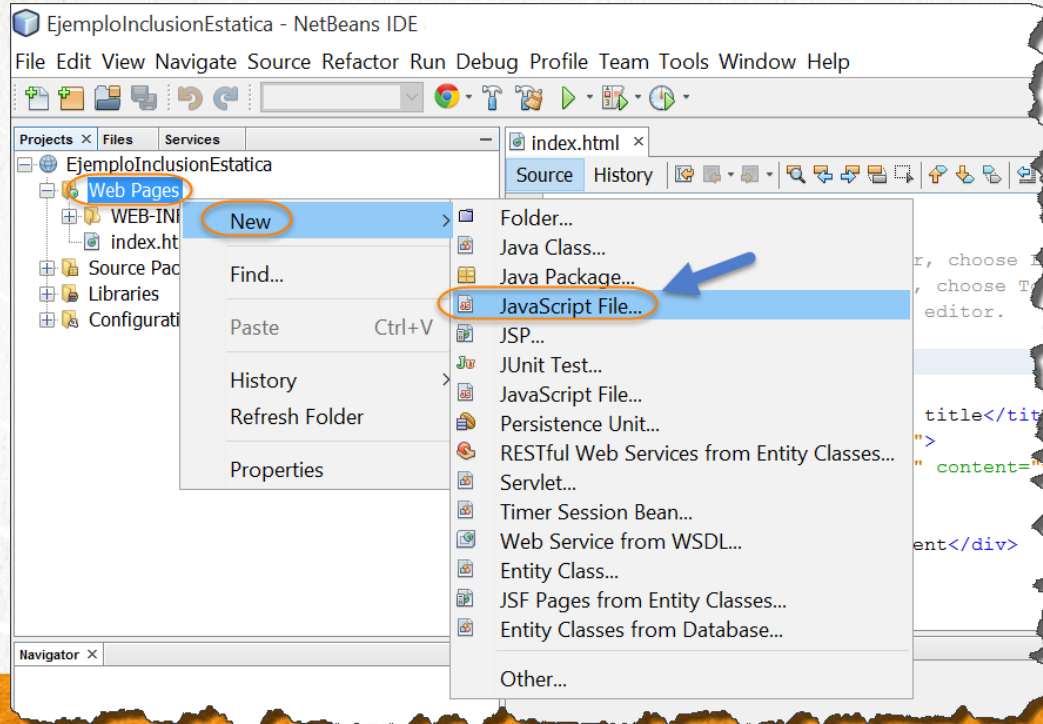 EjemploInclusionEstatica - NetBeans IDE
File Edit View Navigate Source Refactor Run Debug Profile Team Tools Window Help
Projects × Files Services
index.html ×
EjemploInclusionEstatica
Source History
Web Pages
WEB-INF
index.ht
Source Pac
Libraries
Configurati
New
Find...
Paste Ctrl+V
History
Refresh Folder
Properties
Folder...
Java Class...
Java Package...
JavaScript File...
JSP...
JUnit Test...
JavaScript File...
Persistence Unit...
RESTful Web Services from Entity Classes...
Servlet...
Timer Session Bean...
Web Service from WSDL...
Entity Class...
JSF Pages from Entity Classes...
Entity Classes from Database...
Other...
r, choose
, choose
editor.
title</tit
">
" content="
ent</div>
Navigator ×